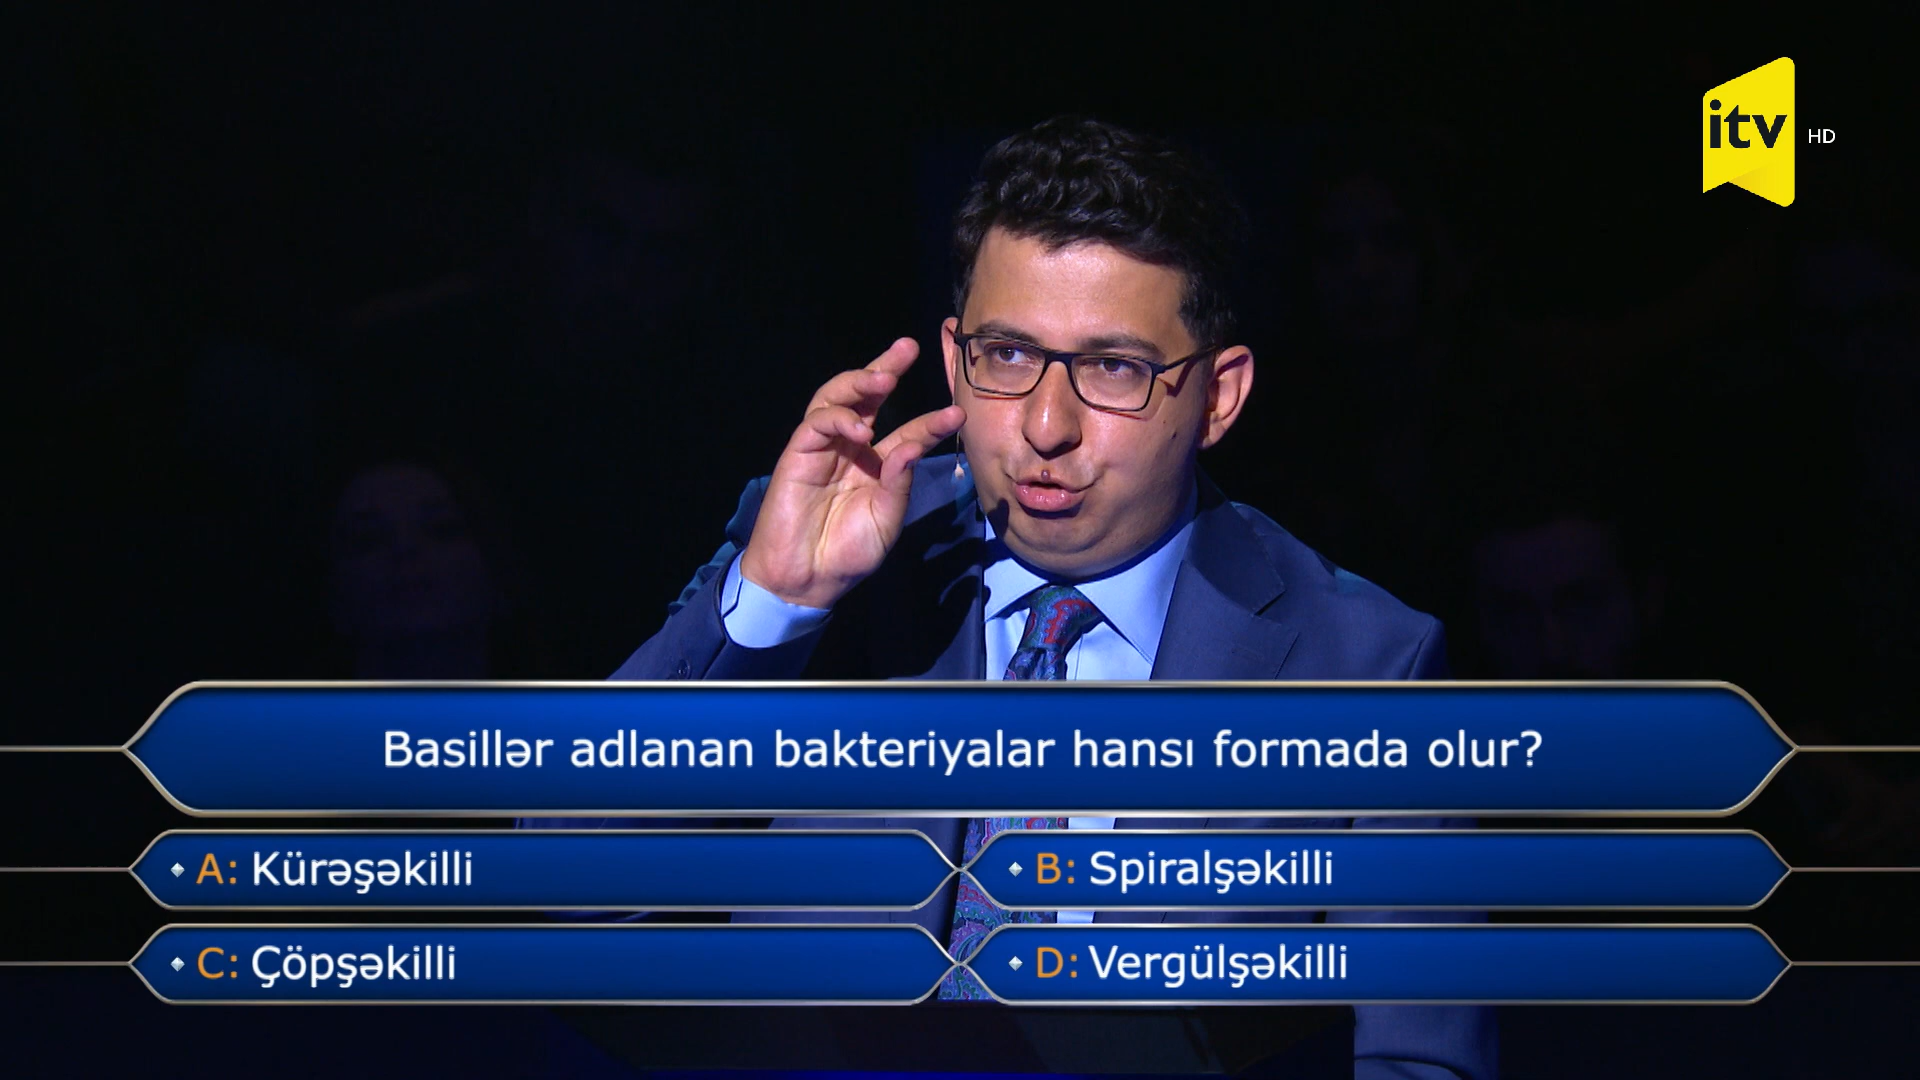 itv HD
Basillər adlanan bakteriyalar hansı formada olur?
A: Kürəşəkilli
B: Spiralşəkilli
C: Çöpşəkilli
D: Vergülşəkilli